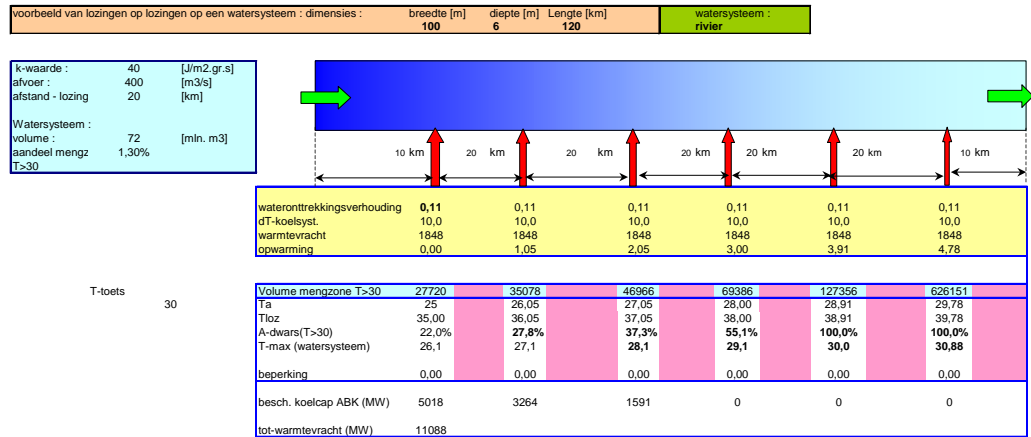 voorbeeld van lozingen op lozingen op een watersysteem : dimensies : breedte [m] diepte [m] Lengte [km] watersysteem :
100 6 120 rivier
k-waarde : 40 [J/m2.gr.s]
afvoer : 400 [m3/s]
afstand - lozing 20 [km]
Watersysteem :
volume : 72 [mln. m3]
aandeel mengz 1,30%
T>30
10 km 20 km 20 km 20 km 20 km 20 km 10 km
wateronttrekkingsverhouding 0,11 0,11 0,11 0,11 0,11 0,11
dT-koelsyst. 10,0 10,0 10,0 10,0 10,0 10,0
warmtevracht 1848 1848 1848 1848 1848 1848
opwarming 0,00 1,05 2,05 3,00 3,91 4,78
T-toets
30
Volume mengzone T>30 27720 35078 46966 69386 127356 626151
Ta 25 26,05 27,05 28,00 28,91 29,78
Tloz 35,00 36,05 37,05 38,00 38,91 39,78
A-dwars(T>30) 22,0% 27,8% 37,3% 55,1% 100,0% 100,0%
T-max (watersysteem) 26,1 27,1 28,1 29,1 30,0 30,88
beperking 0,00 0,00 0,00 0,00 0,00 0,00
besch. koelcap ABK (MW) 5018 3264 1591 0 0 0
tot-warmtevracht (MW) 11088